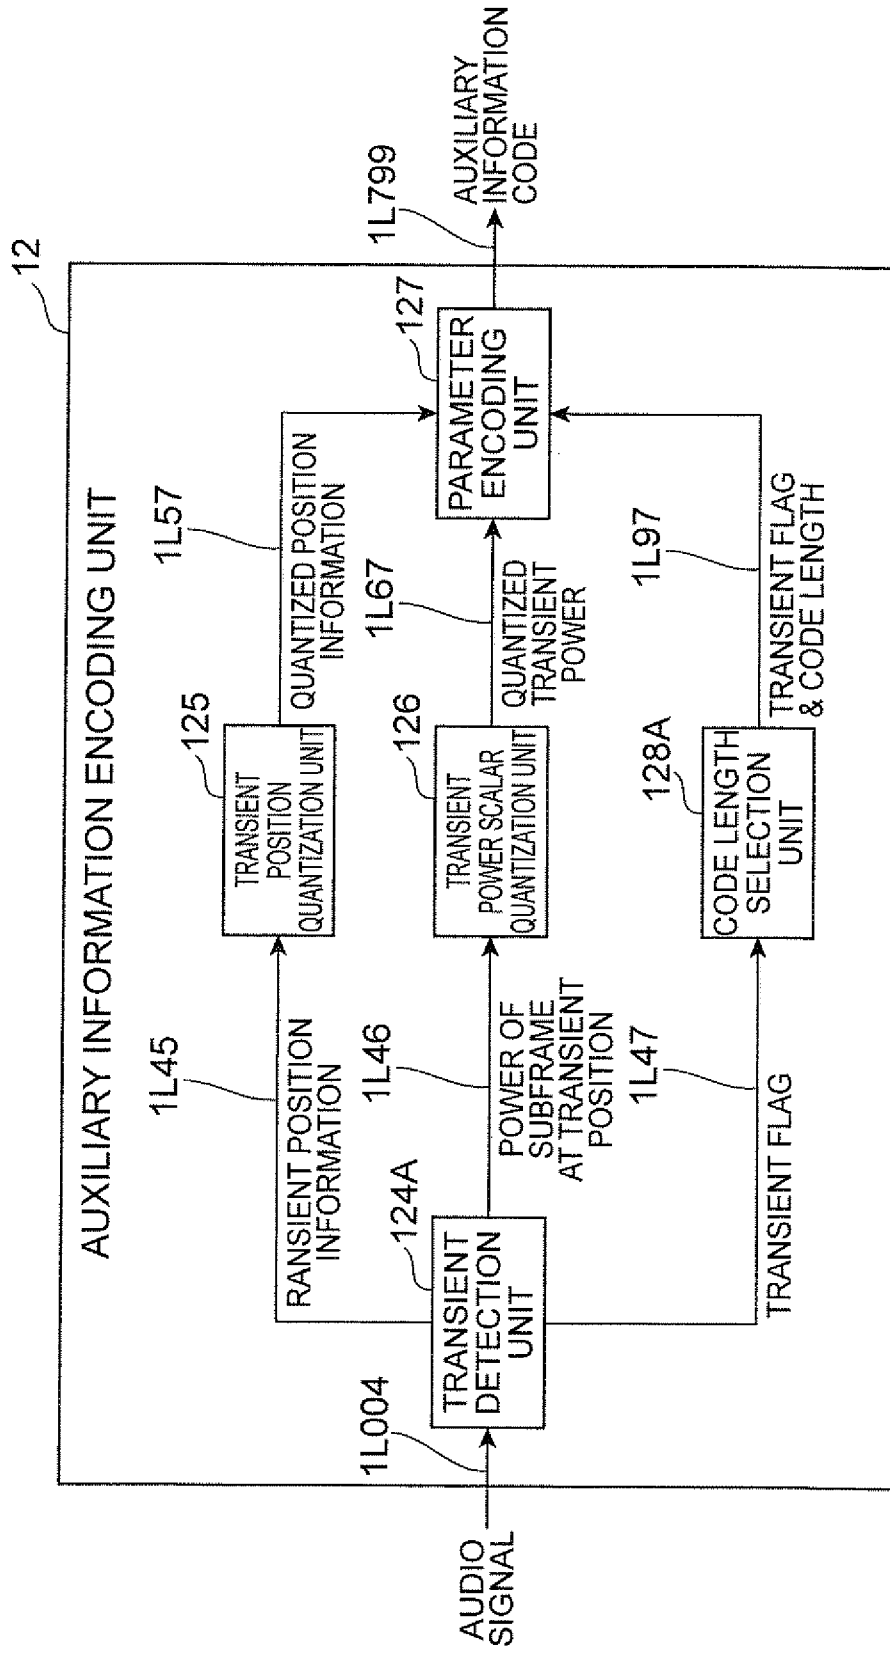 12
AUXILIARY INFORMATION ENCODING UNIT
AUDIO
SIGNAL
1L004
TRANSIENT
DETECTION
UNIT
124A
1L45
RANSIENT POSITION
INFORMATION
125
TRANSIENT
POSITION
QUANTIZATION UNIT
1L57
QUANTIZED POSITION
INFORMATION
1L46
POWER OF
SUBFRAME
AT TRANSIENT
POSITION
126
TRANSIENT
POWER SCALAR
QUANTIZATION UNIT
1L67
QUANTIZED
TRANSIENT
POWER
1L47
TRANSIENT FLAG
128A
CODE LENGTH
SELECTION
UNIT
1L97
TRANSIENT FLAG
& CODE LENGTH
127
PARAMETER
ENCODING
UNIT
1L799
AUXILIARY
INFORMATION
CODE